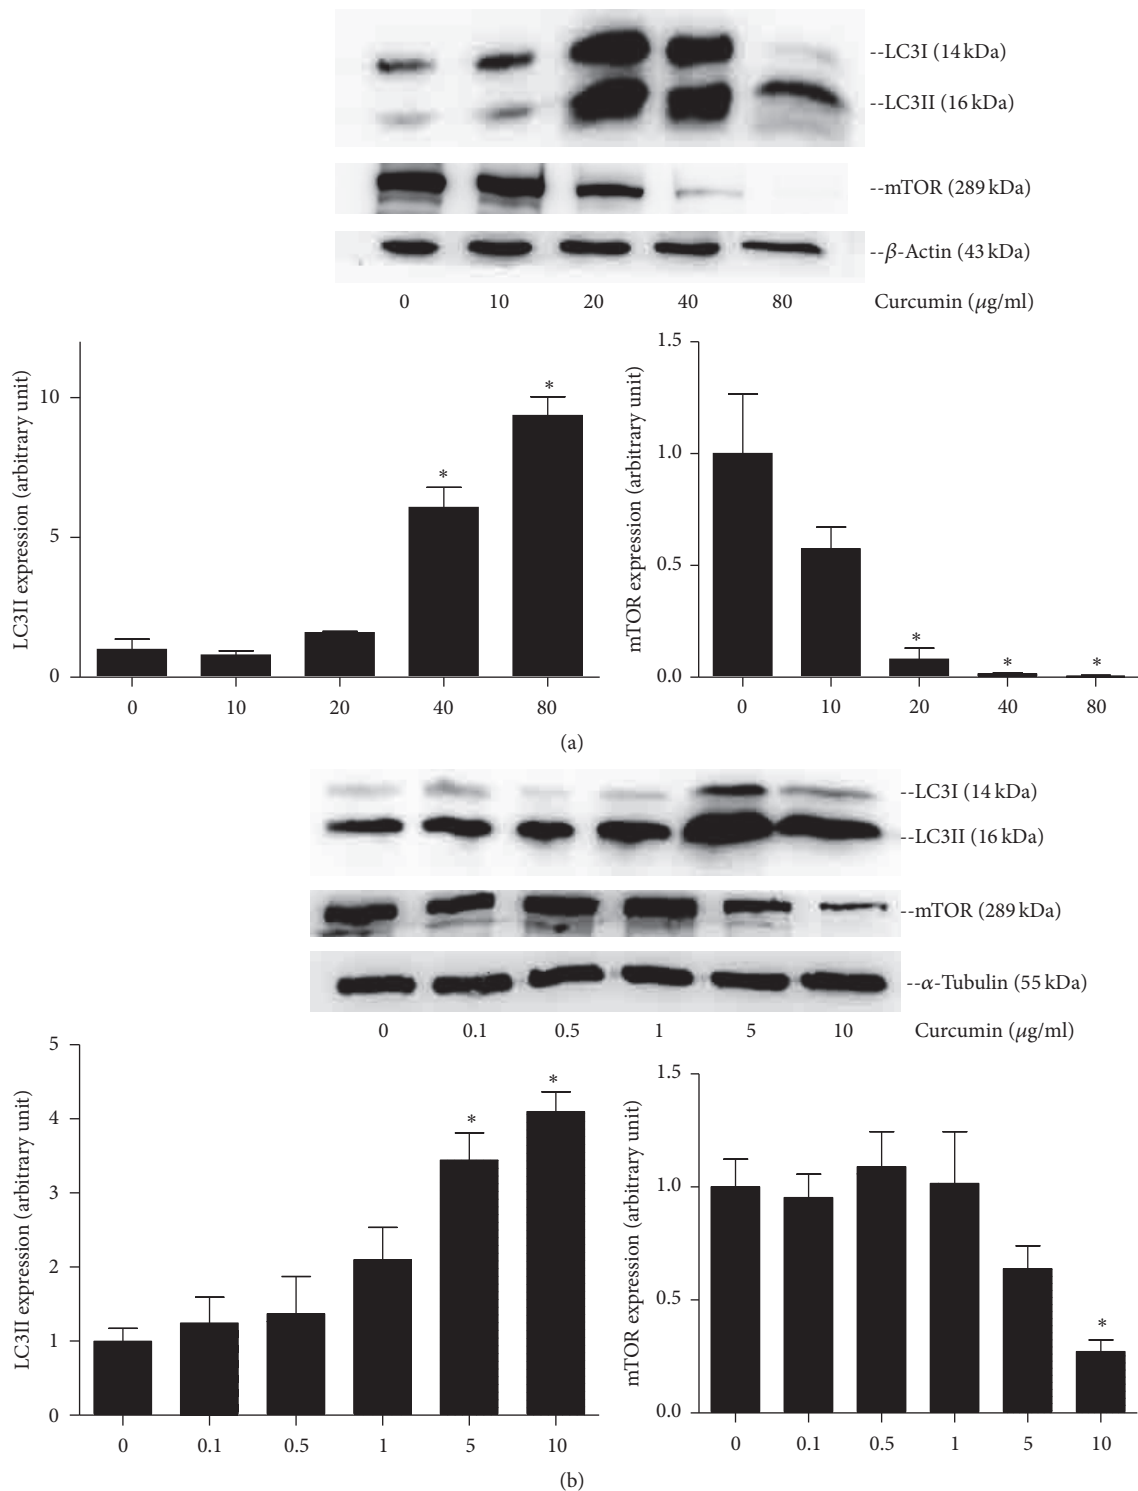 --LC3I (14 kDa)
--LC3II (16 kDa)
--mTOR (289 kDa)
--β-Actin (43 kDa)
0 10 20 40 80 Curcumin (μg/ml)
LC3II expression (arbitrary unit)
10
5
0
* *
0 10 20 40 80
mTOR expression (arbitrary unit)
1.5
1.0
0.5
0.0
* * *
0 10 20 40 80
(a)
--LC3I (14 kDa)
--LC3II (16 kDa)
--mTOR (289 kDa)
--α-Tubulin (55 kDa)
0 0.1 0.5 1 5 10 Curcumin (μg/ml)
LC3II expression (arbitrary unit)
5
4
3
2
1
0
* *
0 0.1 0.5 1 5 10
mTOR expression (arbitrary unit)
1.5
1.0
0.5
0.0
*
0 0.1 0.5 1 5 10
(b)